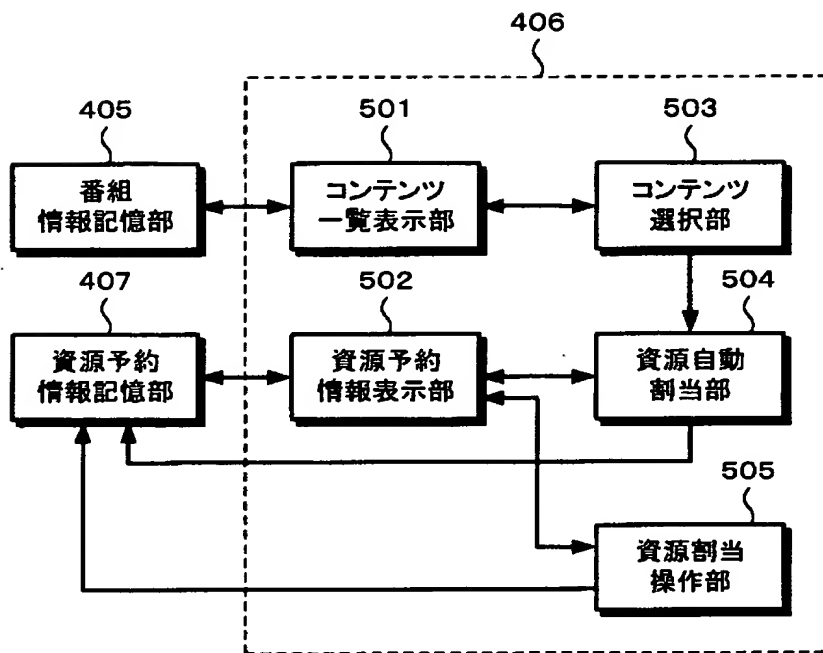 406
405
501
503
番組
情報記憶部
コンテンツ
一覧表示部
コンテンツ
選択部
407
502
504
資源予約
情報記憶部
資源予約
情報表示部
資源自動
割当部
505
資源割当
操作部